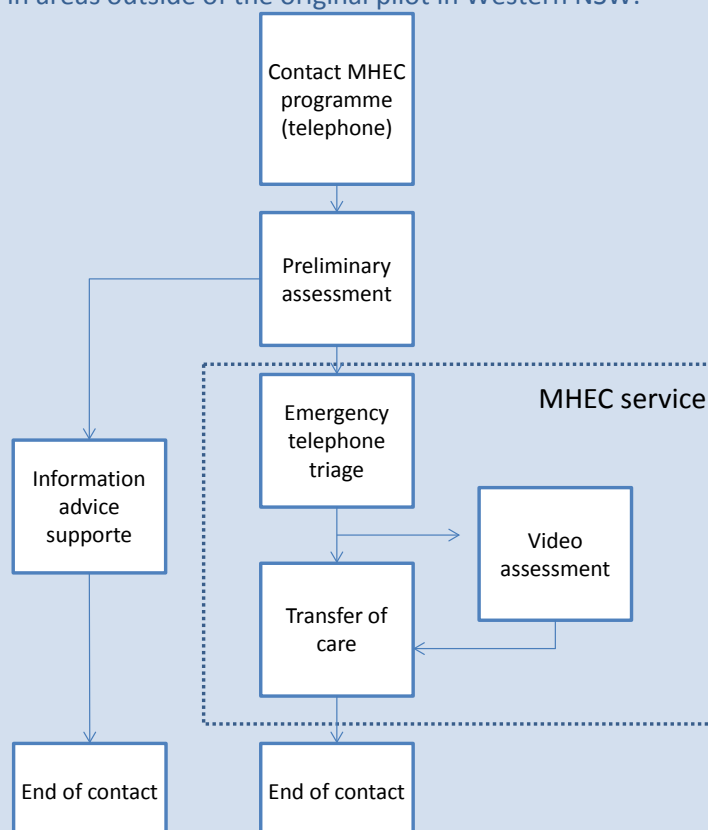 in areas outside of the original pilot in Western NSW.
Contact MHEC
programme
(telephone)
Preliminary
assessment
MHEC service
Emergency
telephone
triage
Information
advice
supporte
Video
assessment
Transfer of
care
End of contact
End of contact